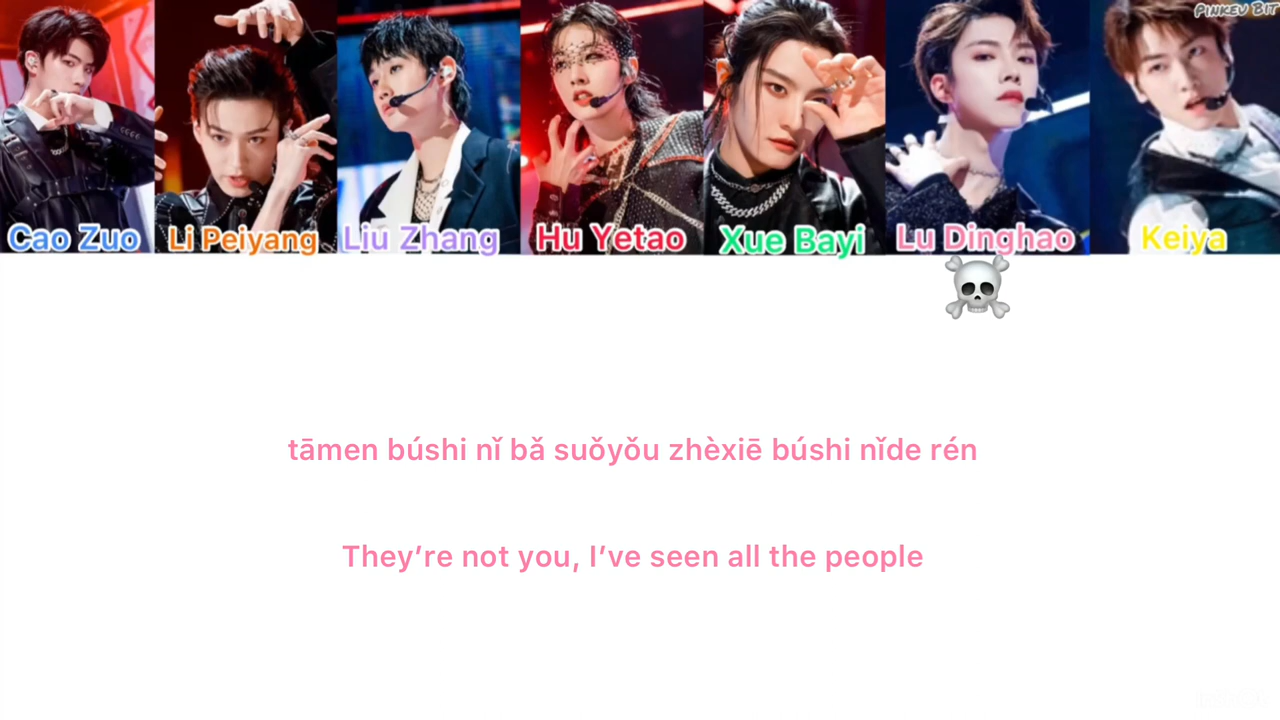 PINKEU BIT
Cao Zuo
Li Peiyang
Liu Zhang
Hu Yetao
Xue Bayi
Lu Dinghao
Keiya
tāmen búshi nǐ bǎ suǒyǒu zhèxiē búshi nǐde rén
They’re not you, I’ve seen all the people